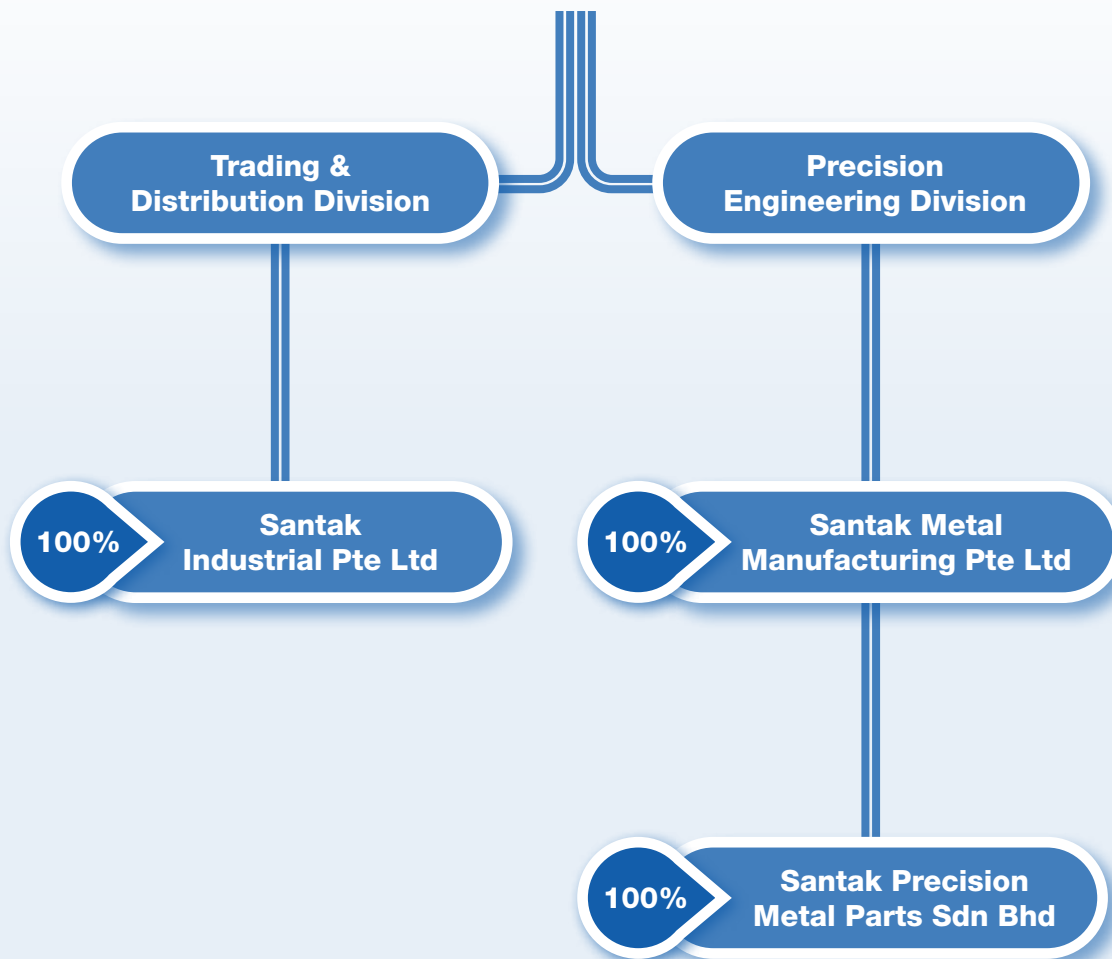 Trading &
Distribution Division
Precision
Engineering Division
100%
Santak
Industrial Pte Ltd
100%
Santak Metal
Manufacturing Pte Ltd
100%
Santak Precision
Metal Parts Sdn Bhd